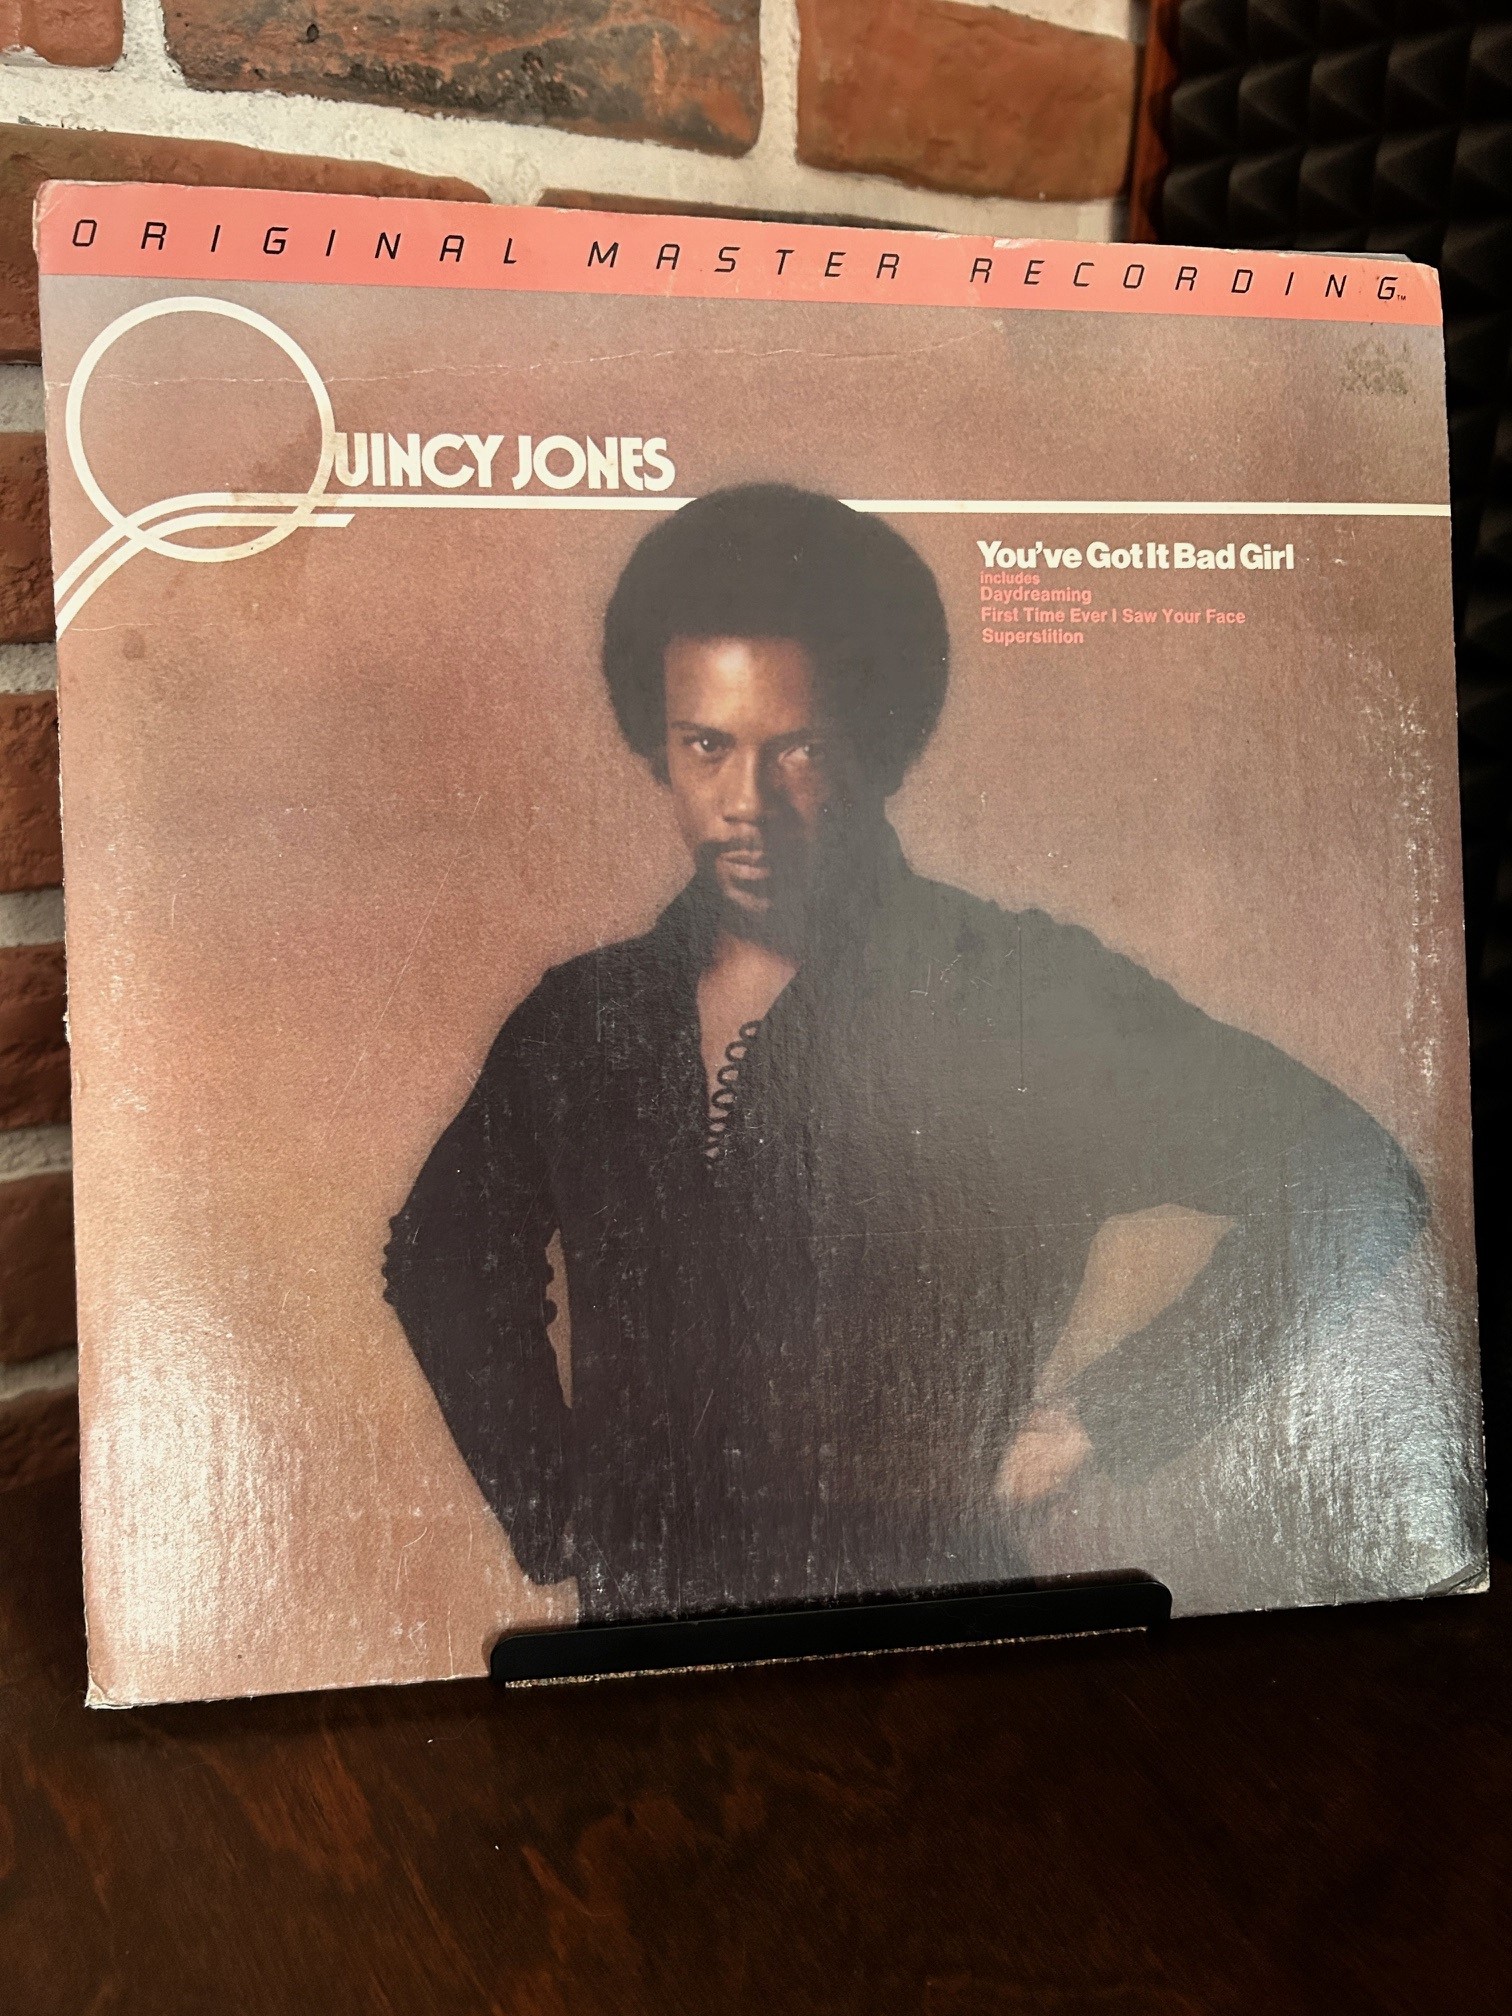 ORIGINAL MASTER RECORDING™
QUINCY JONES
You've Got It Bad Girl
includes
Daydreaming
First Time Ever I Saw Your Face
Superstition